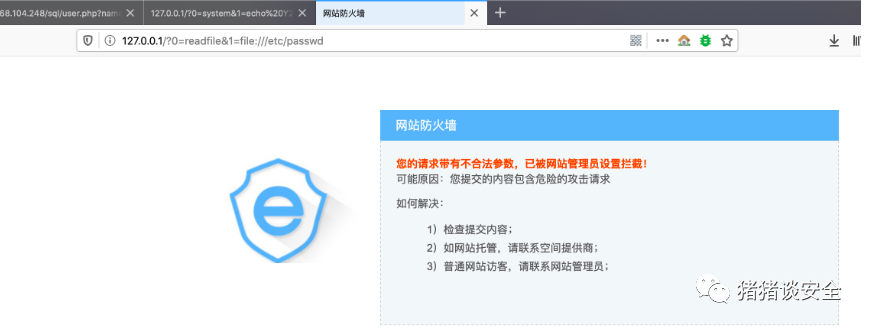 68.104.248/sql/user.php?name
127.0.0.1/?0=system&1=echo%20Y2
网站防火墙
127.0.0.1/?0=readfile&1=file:///etc/passwd
网站防火墙
您的请求带有不合法参数，已被网站管理员设置拦截！
可能原因：您提交的内容包含危险的攻击请求
如何解决：
1）检查提交内容；
2）如网站托管，请联系空间提供商；
3）普通网站访客，请联系网站管理员；
猪猪谈安全